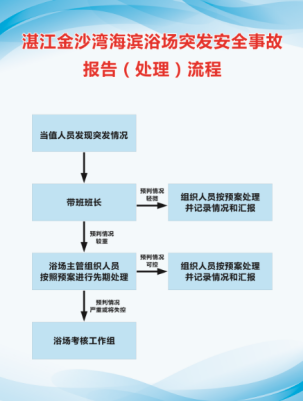 湛江金沙湾海滨浴场突发安全事故
报告（处理）流程
当值人员发现突发情况
带班班长
预判情况
轻微
组织人员按预案处理
并记录情况和汇报
预判情况
较重
浴场主管组织人员
按照预案进行先期处理
预判情况
可控
组织人员按预案处理
并记录情况和汇报
预判情况
严重或将失控
浴场考核工作组